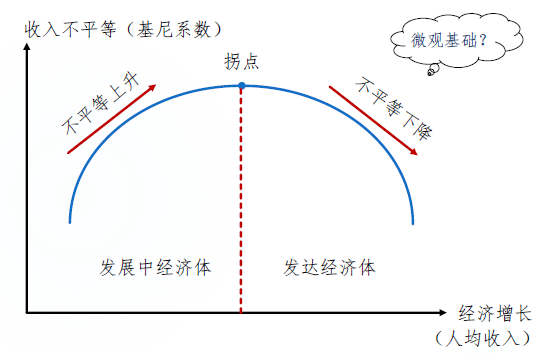 收入不平等（基尼系数）
微观基础？
拐点
不平等上升
不平等下降
发展中经济体
发达经济体
经济增长
（人均收入）